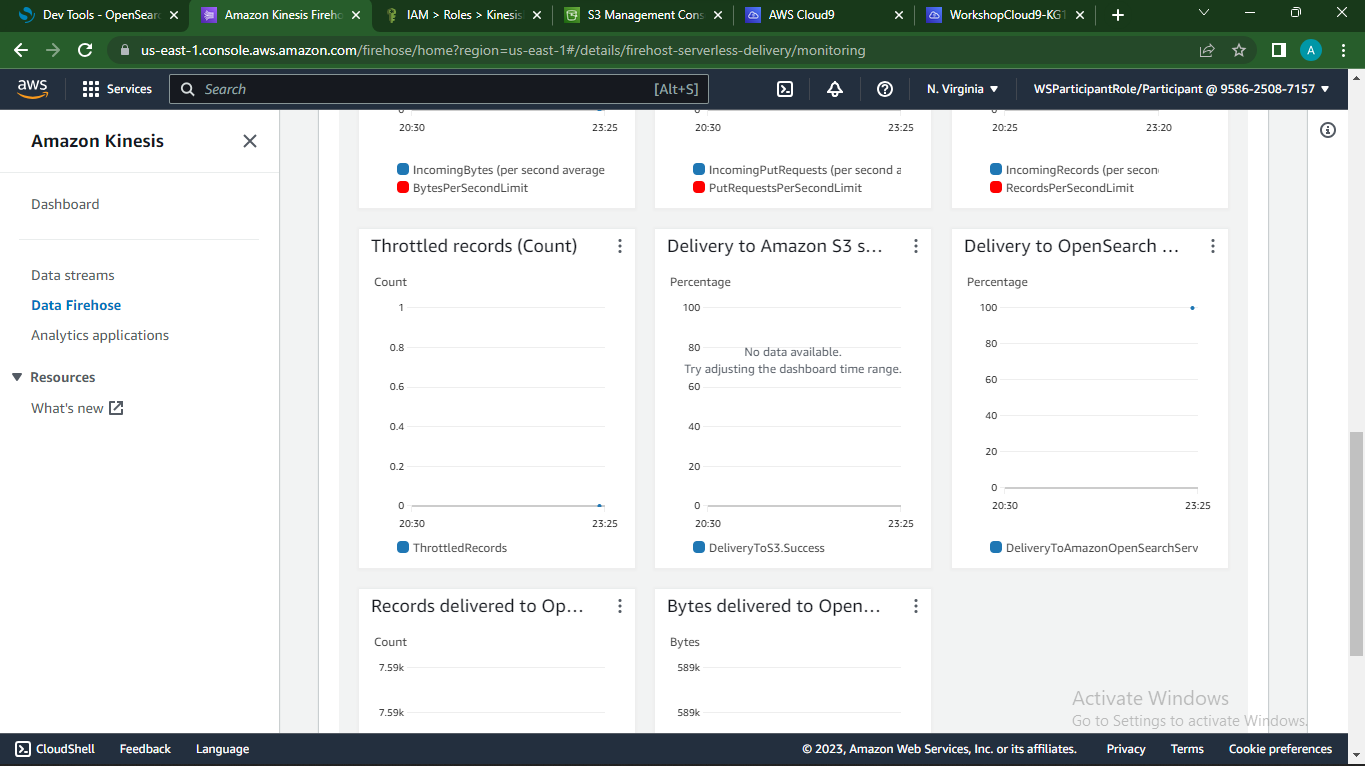 Dev Tools - OpenSearc
Amazon Kinesis Fireho
IAM > Roles > Kinesis
S3 Management Cons
AWS Cloud9
WorkshopCloud9-KG1
us-east-1.console.aws.amazon.com/firehose/home?region=us-east-1#/details/firehost-serverless-delivery/monitoring
A
aws
Services
Search
[Alt+S]
N. Virginia
WSParticipantRole/Participant @ 9586-2508-7157
Amazon Kinesis
Dashboard
Data streams
Data Firehose
Analytics applications
Resources
What's new
0
20:30
23:25
IncomingBytes (per second average
BytesPerSecondLimit
0
20:30
23:25
IncomingPutRequests (per second a
PutRequestsPerSecondLimit
0
20:25
23:20
IncomingRecords (per secon
RecordsPerSecondLimit
Throttled records (Count)
Count
1
0.8
0.6
0.4
0.2
0
20:30
23:25
ThrottledRecords
Delivery to Amazon S3 s...
Percentage
100
80
No data available.
Try adjusting the dashboard time range.
60
40
20
0
20:30
23:25
DeliveryToS3.Success
Delivery to OpenSearch ...
Percentage
100
80
60
40
20
0
20:30
23:25
DeliveryToAmazonOpenSearchServ
Records delivered to Op...
Count
7.59k
7.59k
Bytes delivered to Open...
Bytes
589k
589k
Activate Windows
Go to Settings to activate Windows.
CloudShell
Feedback
Language
© 2023, Amazon Web Services, Inc. or its affiliates.
Privacy
Terms
Cookie preferences